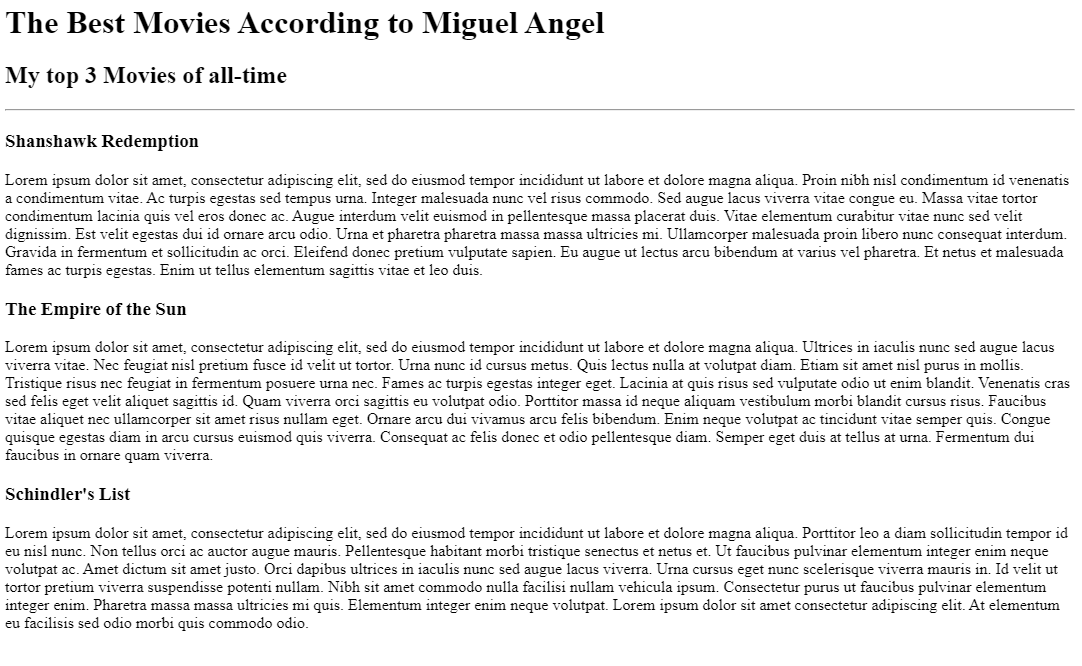 The Best Movies According to Miguel Angel
My top 3 Movies of all-time
Shanshawk Redemption
Lorem ipsum dolor sit amet, consectetur adipiscing elit, sed do eiusmod tempor incididunt ut labore et dolore magna aliqua. Proin nibh nisl condimentum id venenatis
a condimentum vitae. Ac turpis egestas sed tempus urna. Integer malesuada nunc vel risus commodo. Sed augue lacus viverra vitae congue eu. Massa vitae tortor
condimentum lacinia quis vel eros donec ac. Augue interdum velit euismod in pellentesque massa placerat duis. Vitae elementum curabitur vitae nunc sed velit
dignissim. Est velit egestas dui id ornare arcu odio. Urna et pharetra pharetra massa massa ultricies mi. Ullamcorper malesuada proin libero nunc consequat interdum.
Gravida in fermentum et sollicitudin ac orci. Eleifend donec pretium vulputate sapien. Eu augue ut lectus arcu bibendum at varius vel pharetra. Et netus et malesuada
fames ac turpis egestas. Enim ut tellus elementum sagittis vitae et leo duis.
The Empire of the Sun
Lorem ipsum dolor sit amet, consectetur adipiscing elit, sed do eiusmod tempor incididunt ut labore et dolore magna aliqua. Ultrices in iaculis nunc sed augue lacus
viverra vitae. Nec feugiat nisl pretium fusce id velit ut tortor. Urna nunc id cursus metus. Quis lectus nulla at volutpat diam. Etiam sit amet nisl purus in mollis.
Tristique risus nec feugiat in fermentum posuere urna nec. Fames ac turpis egestas integer eget. Lacinia at quis risus sed vulputate odio ut enim blandit. Venenatis cras
sed felis eget velit aliquet sagittis id. Quam viverra orci sagittis eu volutpat odio. Porttitor massa id neque aliquam vestibulum morbi blandit cursus risus. Faucibus
vitae aliquet nec ullamcorper sit amet risus nullam eget. Ornare arcu dui vivamus arcu felis bibendum. Enim neque volutpat ac tincidunt vitae semper quis. Congue
quisque egestas diam in arcu cursus euismod quis viverra. Consequat ac felis donec et odio pellentesque diam. Semper eget duis at tellus at urna. Fermentum dui
faucibus in ornare quam viverra.
Schindler's List
Lorem ipsum dolor sit amet, consectetur adipiscing elit, sed do eiusmod tempor incididunt ut labore et dolore magna aliqua. Porttitor leo a diam sollicitudin tempor id
eu nisl nunc. Non tellus orci ac auctor augue mauris. Pellentesque habitant morbi tristique senectus et netus et. Ut faucibus pulvinar elementum integer enim neque
volutpat ac. Amet dictum sit amet justo. Orci dapibus ultrices in iaculis nunc sed augue lacus viverra. Urna cursus eget nunc scelerisque viverra mauris in. Id velit ut
tortor pretium viverra suspendisse potenti nullam. Nibh sit amet commodo nulla facilisi nullam vehicula ipsum. Consectetur purus ut faucibus pulvinar elementum
integer enim. Pharetra massa massa ultricies mi quis. Elementum integer enim neque volutpat. Lorem ipsum dolor sit amet consectetur adipiscing elit. At elementum
eu facilisis sed odio morbi quis commodo odio.